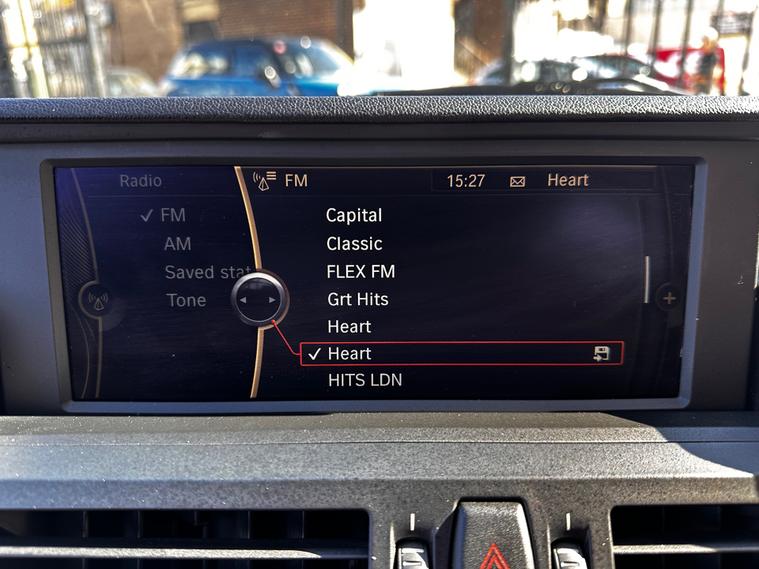 Radio
FM
15:27
Heart
✓ FM
AM
Saved stat
Tone
Capital
Classic
FLEX FM
Grt Hits
Heart
✓ Heart
HITS LDN